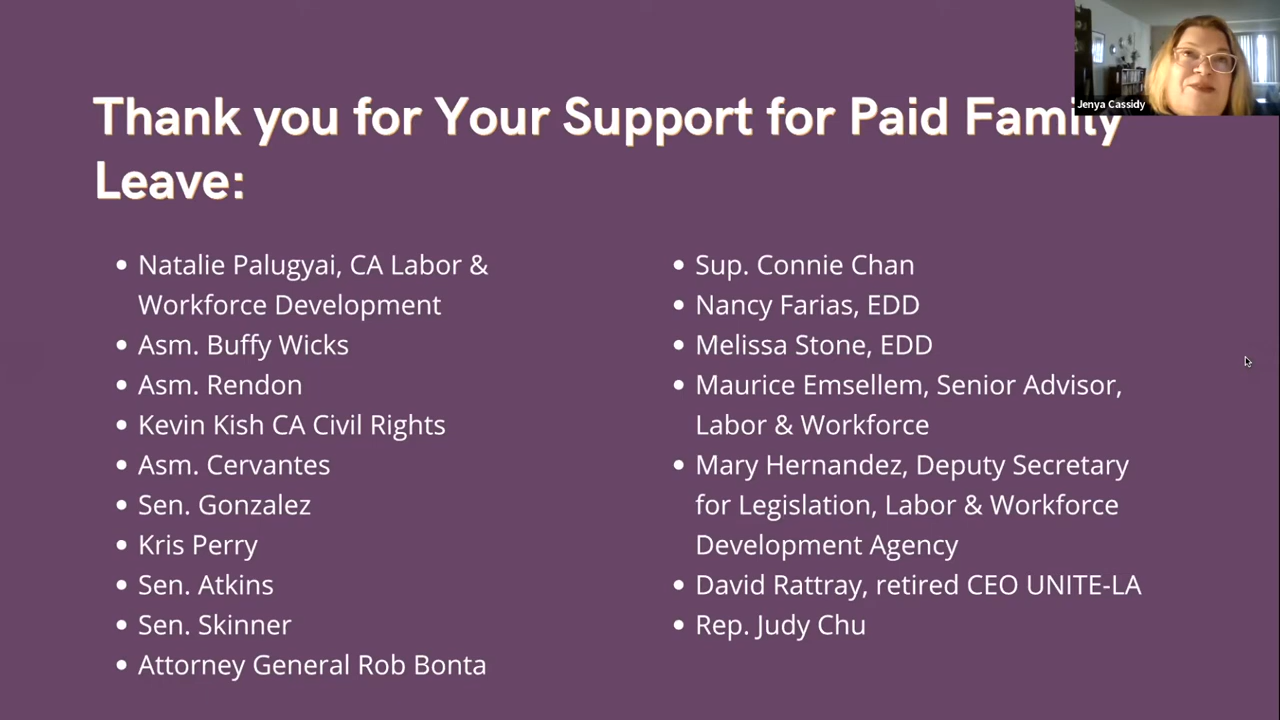 Thank you for Your Support for Paid Family
Leave:
Jenya Cassidy
Natalie Palugyai, CA Labor &
Workforce Development
Asm. Buffy Wicks
Asm. Rendon
Kevin Kish CA Civil Rights
Asm. Cervantes
Sen. Gonzalez
Kris Perry
Sen. Atkins
Sen. Skinner
Attorney General Rob Bonta
Sup. Connie Chan
Nancy Farias, EDD
Melissa Stone, EDD
Maurice Emsellem, Senior Advisor,
Labor & Workforce
Mary Hernandez, Deputy Secretary
for Legislation, Labor & Workforce
Development Agency
David Rattray, retired CEO UNITE-LA
Rep. Judy Chu